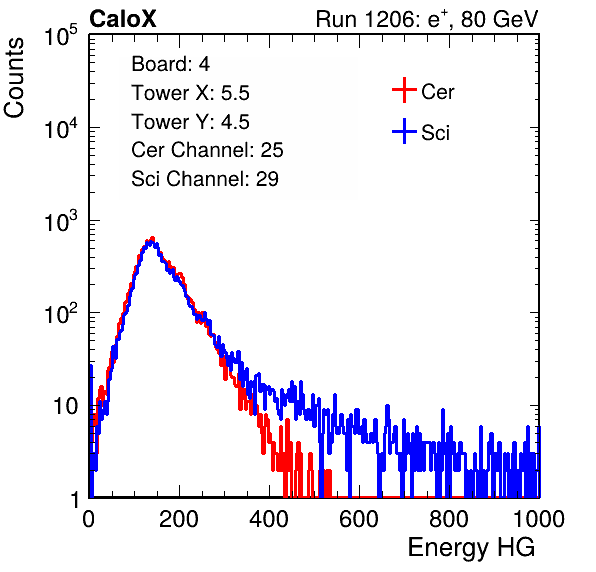 CaloX Run 1206: e⁺, 80 GeV
Counts
10⁵
10⁴
10³
10²
10
1
Board: 4
Tower X: 5.5
Tower Y: 4.5
Cer Channel: 25
Sci Channel: 29
Cer
Sci
0 200 400 600 800 1000
Energy HG